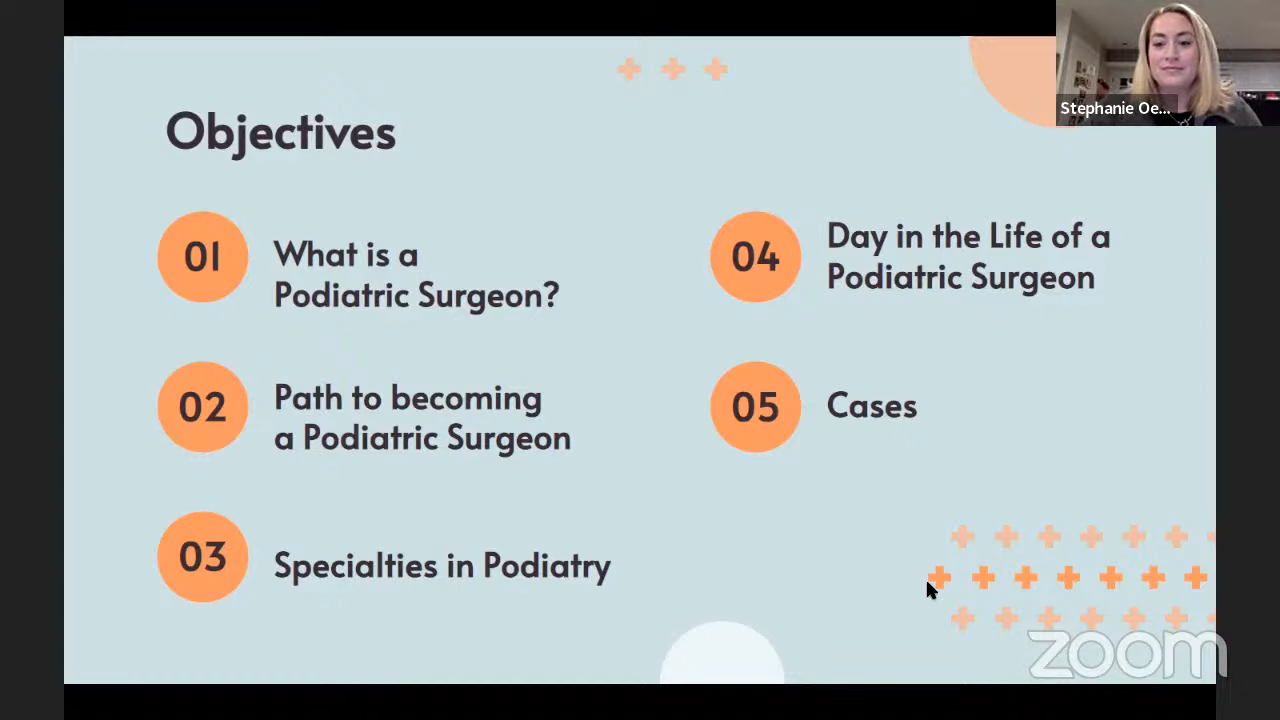 Objectives
01
What is a
Podiatric Surgeon?
02
Path to becoming
a Podiatric Surgeon
03
Specialties in Podiatry
04
Day in the Life of a
Podiatric Surgeon
05
Cases
Stephanie Oe...
zoom